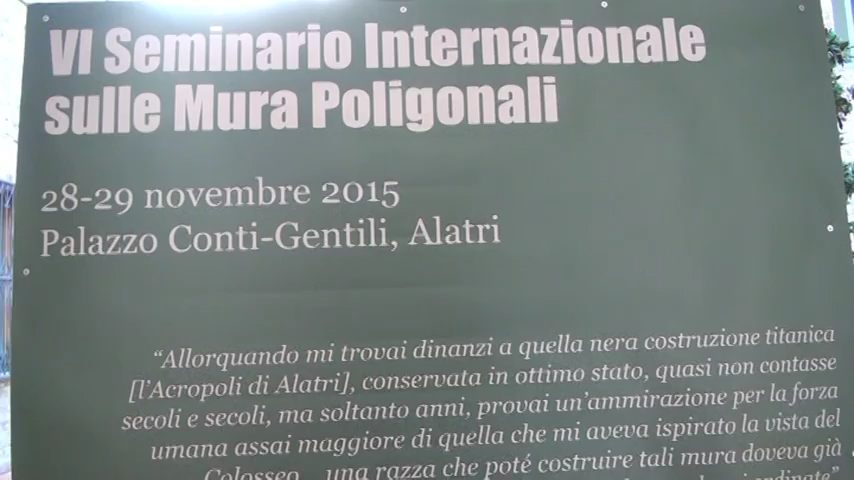 VI Seminario Internazionale
sulle Mura Poligonali
28-29 novembre 2015
Palazzo Conti-Gentili, Alatri
“Allorquando mi trovai dinanzi a quella nera costruzione titanica
[l’Acropoli di Alatri], conservata in ottimo stato, quasi non contasse
secoli e secoli, ma soltanto anni, provai un’ammirazione per la forza
umana assai maggiore di quella che mi aveva ispirato la vista del
Colosseo... una razza che poté costruire tali mura doveva già
ordinate”